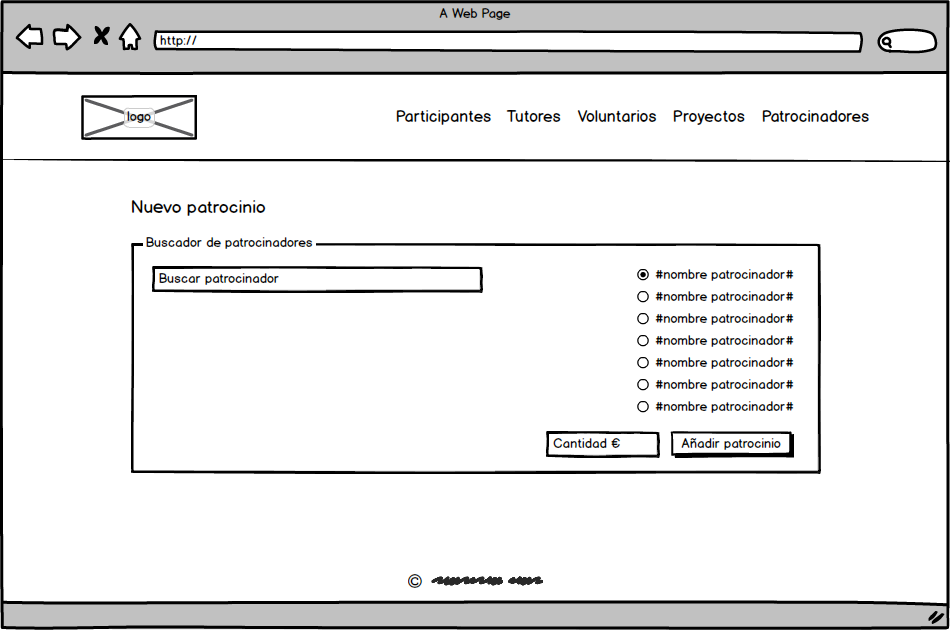 A Web Page
http://
logo
Participantes Tutores Voluntarios Proyectos Patrocinadores
Nuevo patrocinio
Buscador de patrocinadores
Buscar patrocinador
#nombre patrocinador#
#nombre patrocinador#
#nombre patrocinador#
#nombre patrocinador#
#nombre patrocinador#
#nombre patrocinador#
#nombre patrocinador#
Cantidad € Añadir patrocinio
©